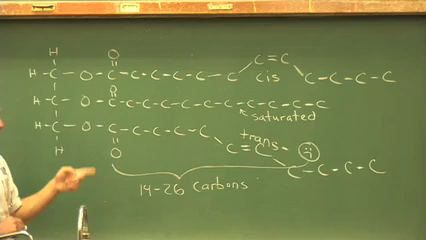 H O
C=C
H-C-O-C-C-C-C-C-C-C cis C-C-C-C
O
H-C-O-C-C-C-C-C-C-C-C-C-C-C-C-C
saturated
H-C-O-C-C-C-C-C-C trans-
H O C=C
C-C-C-C
14-26 carbons